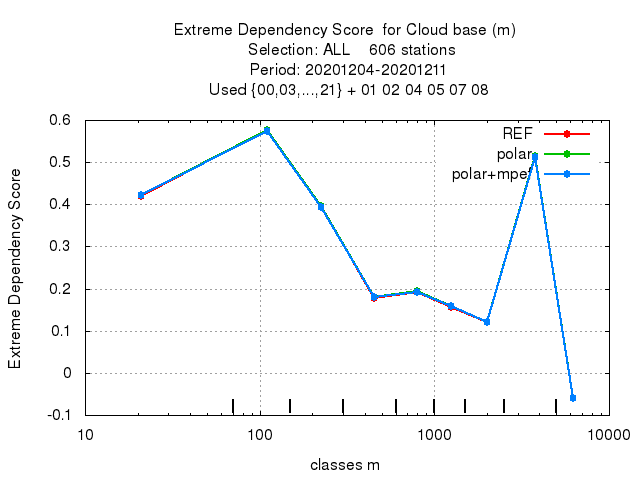 Extreme Dependency Score  for Cloud base (m)
Selection: ALL    606 stations
Period: 20201204-20201211
Used {00,03,...,21} + 01 02 04 05 07 08
REF
polar
polar+mpef
0.6
0.5
0.4
0.3
0.2
0.1
0
-0.1
Extreme Dependency Score
10
100
1000
10000
classes m